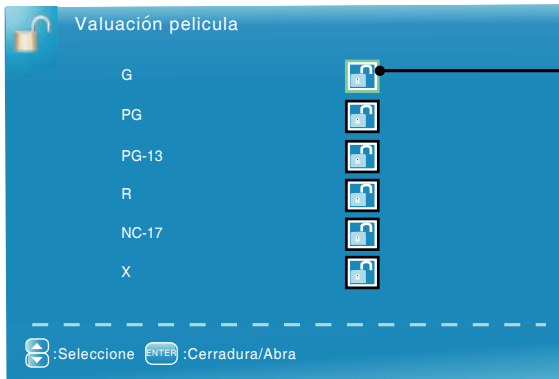 Valuación pelicula
G
PG
PG-13
R
NC-17
X
:Seleccione ENTER :Cerradura/Abra